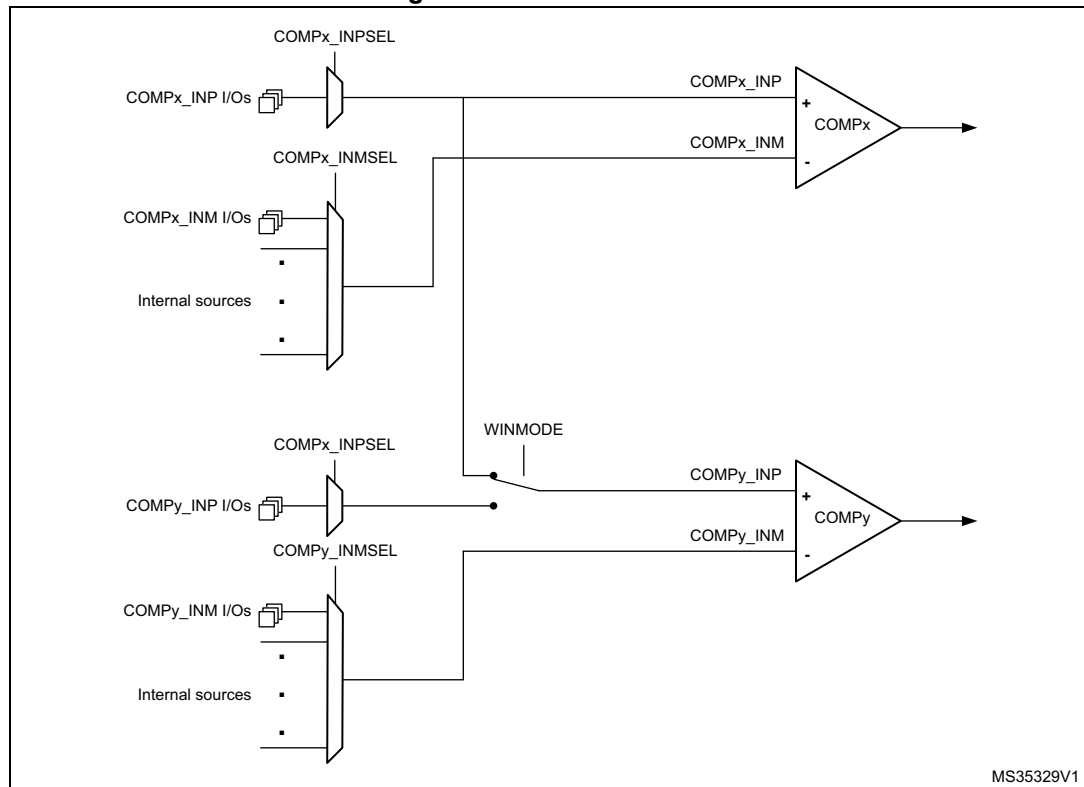 COMPx_INPSEL
COMPx_INP I/Os
COMPx_INP
+
COMPx
COMPx_INM
-
COMPx_INMSEL
COMPx_INM I/Os
Internal sources
WINMODE
COMPx_INPSEL
COMPy_INP I/Os
COMPy_INP
+
COMPy
COMPy_INM
-
COMPy_INMSEL
COMPy_INM I/Os
Internal sources
MS35329V1